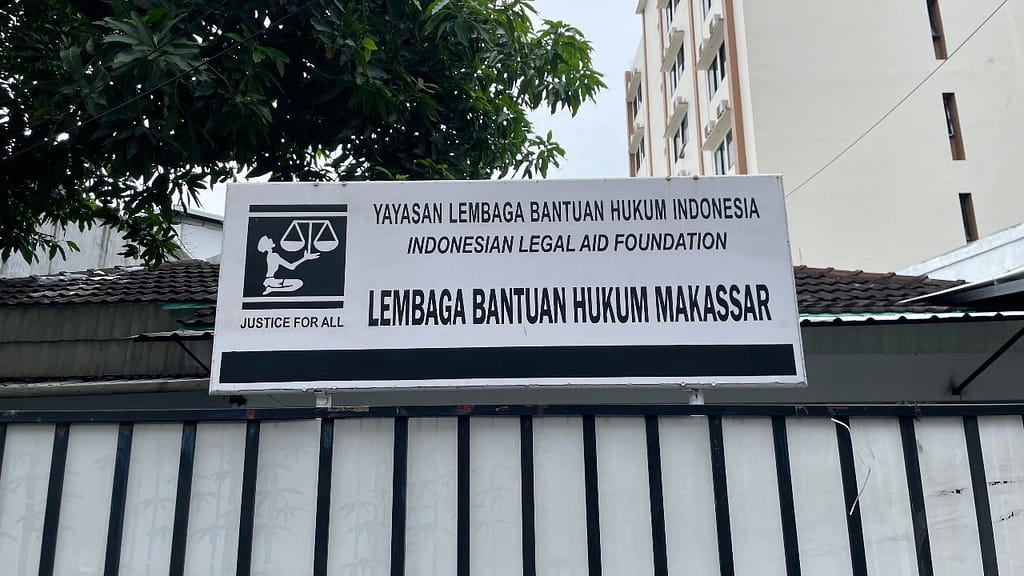 YAYASAN LEMBAGA BANTUAN HUKUM INDONESIA
INDONESIAN LEGAL AID FOUNDATION
LEMBAGA BANTUAN HUKUM MAKASSAR
JUSTICE FOR ALL